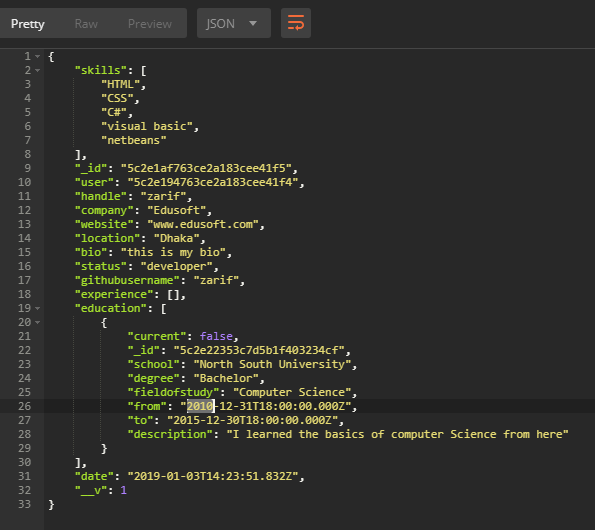 Pretty Raw Preview JSON
1 {
2 "skills": [
3 "HTML",
4 "CSS",
5 "C#",
6 "visual basic",
7 "netbeans"
8 ],
9 "_id": "5c2e1af763ce2a183cee41f5",
10 "user": "5c2e194763ce2a183cee41f4",
11 "handle": "zarif",
12 "company": "Edusoft",
13 "website": "www.edusoft.com",
14 "location": "Dhaka",
15 "bio": "this is my bio",
16 "status": "developer",
17 "githubusername": "zarif",
18 "experience": [],
19 "education": [
20 {
21 "current": false,
22 "_id": "5c2e22353c7d5b1f403234cf",
23 "school": "North South University",
24 "degree": "Bachelor",
25 "fieldofstudy": "Computer Science",
26 "from": "2010-12-31T18:00:00.000Z",
27 "to": "2015-12-30T18:00:00.000Z",
28 "description": "I learned the basics of computer Science from here"
29 }
30 ],
31 "date": "2019-01-03T14:23:51.832Z",
32 "__v": 1
33 }